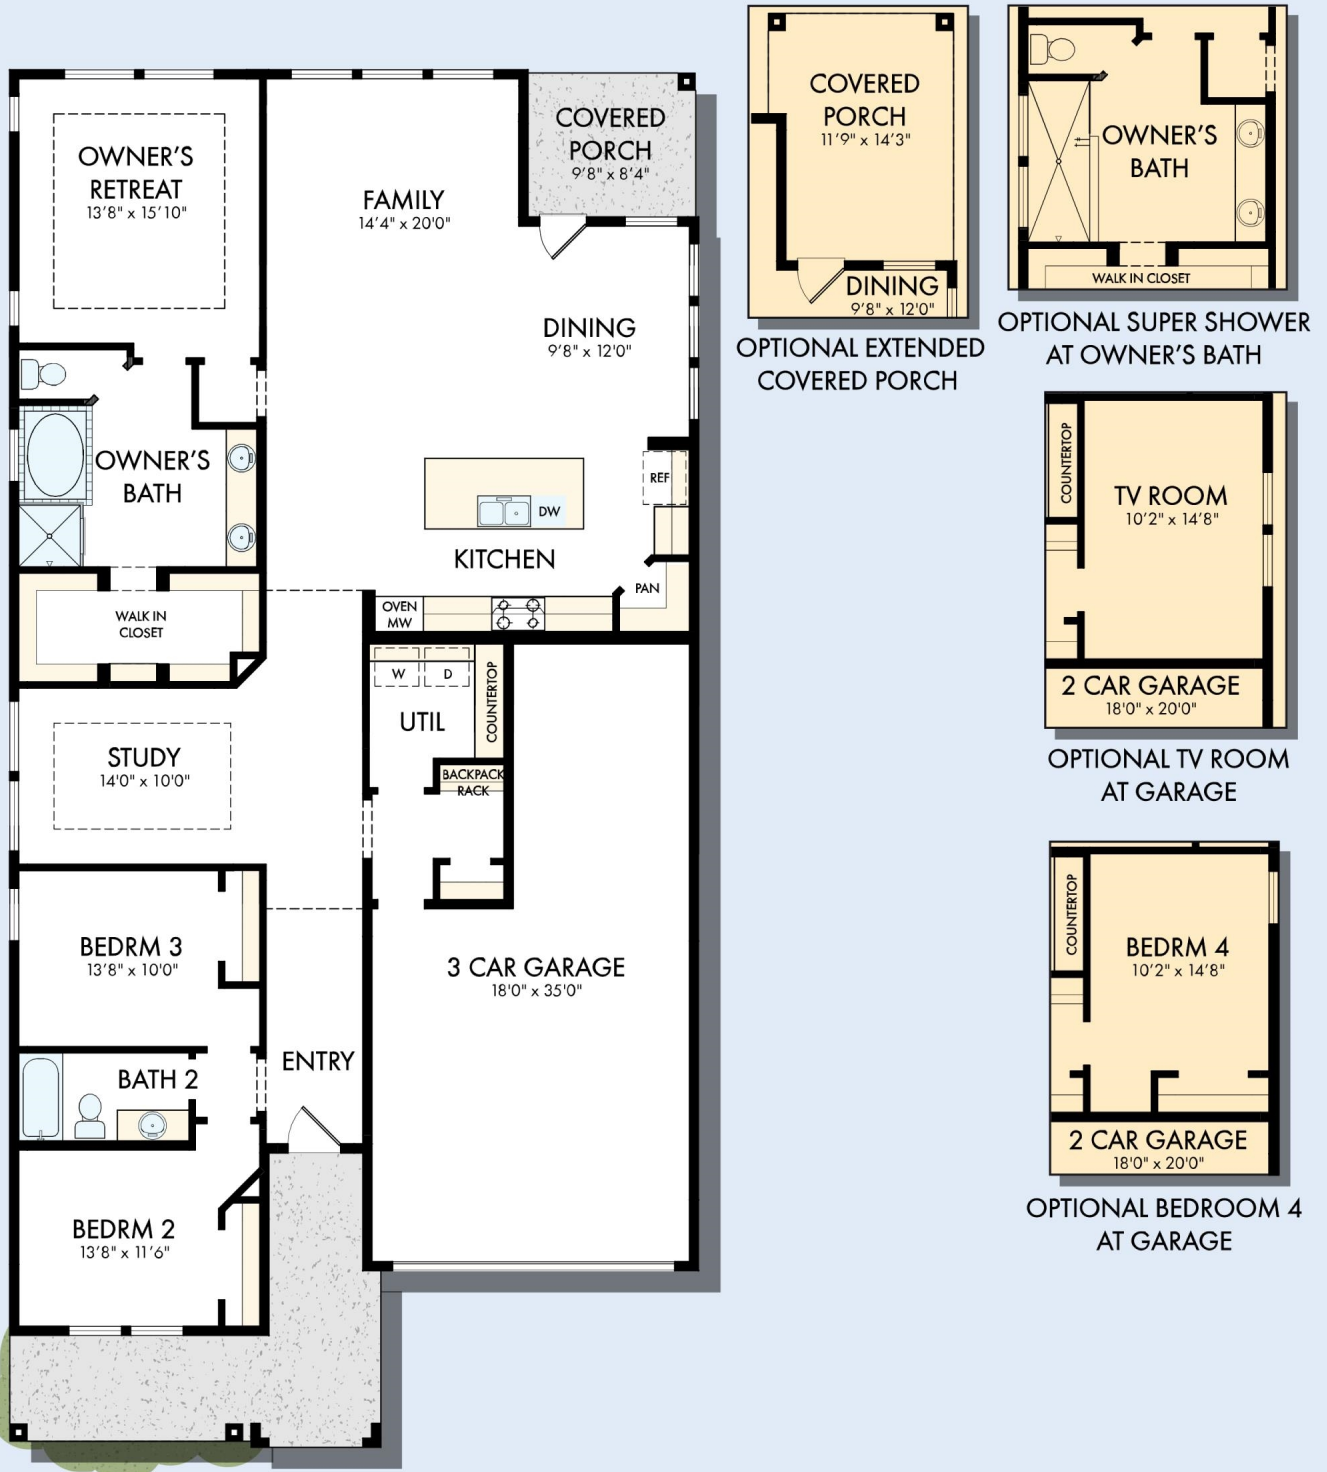 OWNER'S
RETREAT
13'8" x 15'10"
FAMILY
14'4" x 20'0"
COVERED
PORCH
9'8" x 8'4"
DINING
9'8" x 12'0"
OWNER'S
BATH
REF
DW
KITCHEN
PAN
OVEN
MW
WALK IN
CLOSET
W
D
COUNTERTOP
UTIL
STUDY
14'0" x 10'0"
BACKPACK
RACK
BEDRM 3
13'8" x 10'0"
3 CAR GARAGE
18'0" x 35'0"
ENTRY
BATH 2
BEDRM 2
13'8" x 11'6"
COVERED
PORCH
11'9" x 14'3"
DINING
9'8" x 12'0"
OPTIONAL EXTENDED
COVERED PORCH
OWNER'S
BATH
WALK IN CLOSET
OPTIONAL SUPER SHOWER
AT OWNER'S BATH
COUNTERTOP
TV ROOM
10'2" x 14'8"
2 CAR GARAGE
18'0" x 20'0"
OPTIONAL TV ROOM
AT GARAGE
COUNTERTOP
BEDRM 4
10'2" x 14'8"
2 CAR GARAGE
18'0" x 20'0"
OPTIONAL BEDROOM 4
AT GARAGE